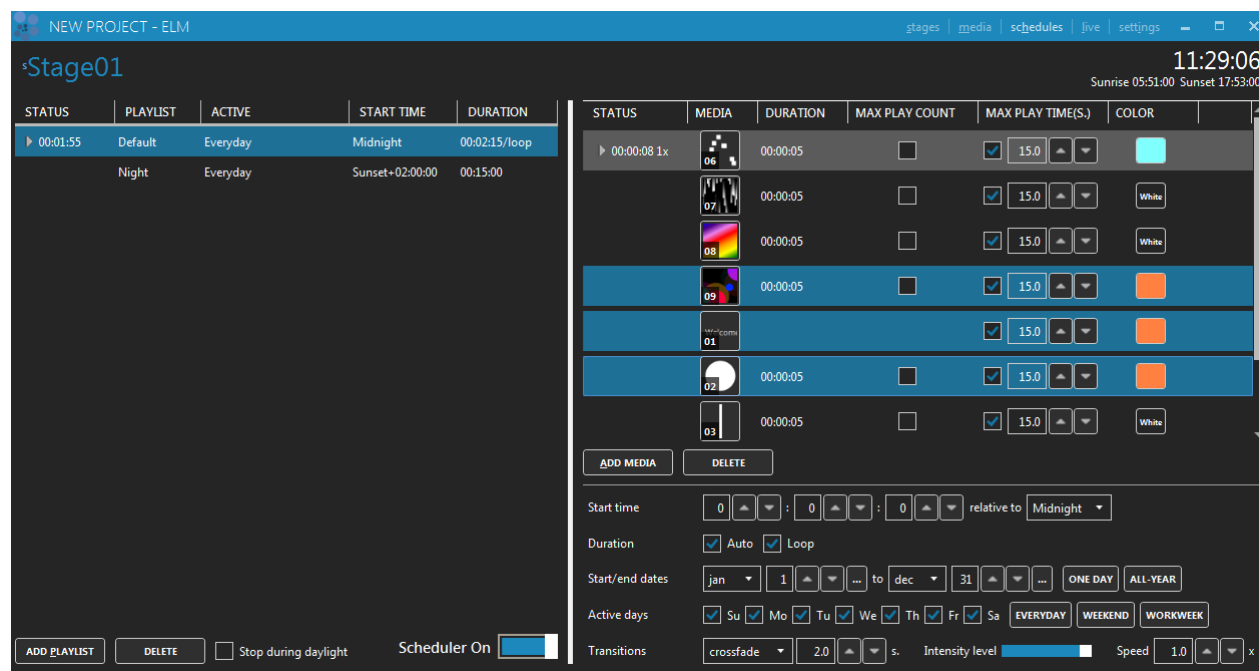 NEW PROJECT - ELM stages media schedules live settings
sStage01
11:29:06
Sunrise 05:51:00 Sunset 17:53:00
STATUS PLAYLIST ACTIVE START TIME DURATION
00:01:55 Default Everyday Midnight 00:02:15/loop
Night Everyday Sunset+02:00:00 00:15:00
STATUS MEDIA DURATION MAX PLAY COUNT MAX PLAY TIME(S.) COLOR
00:00:08 1x 06 00:00:05 15.0
07 00:00:05 15.0 White
08 00:00:05 15.0 White
09 00:00:05 15.0
Welcome 01 15.0
02 00:00:05 15.0
03 00:00:05 15.0 White
ADD MEDIA DELETE
Start time 0 : 0 : 0 relative to Midnight
Duration Auto Loop
Start/end dates jan 1 ... to dec 31 ... ONE DAY ALL-YEAR
Active days Su Mo Tu We Th Fr Sa EVERYDAY WEEKEND WORKWEEK
Transitions crossfade 2.0 s. Intensity level Speed 1.0 x
ADD PLAYLIST DELETE Stop during daylight Scheduler On